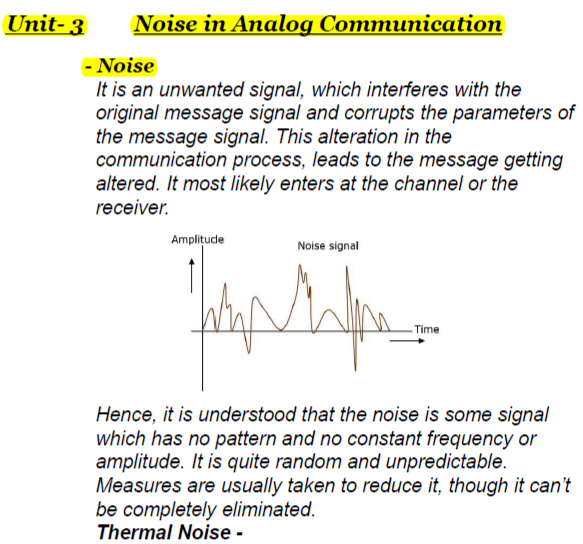 Unit- 3 Noise in Analog Communication
- Noise
It is an unwanted signal, which interferes with the
original message signal and corrupts the parameters of
the message signal. This alteration in the
communication process, leads to the message getting
altered. It most likely enters at the channel or the
receiver.
Amplitude
Noise signal
Time
Hence, it is understood that the noise is some signal
which has no pattern and no constant frequency or
amplitude. It is quite random and unpredictable.
Measures are usually taken to reduce it, though it can't
be completely eliminated.
Thermal Noise -